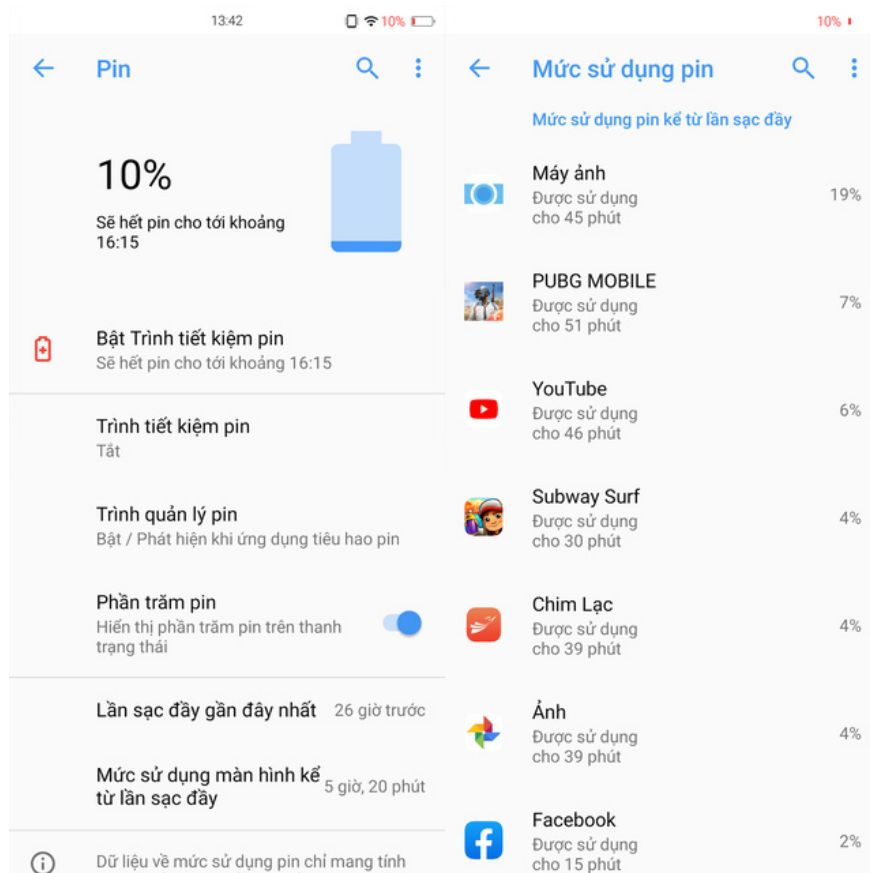 13:42
10%
Pin
10%
Sẽ hết pin cho tới khoảng
16:15
Bật Trình tiết kiệm pin
Sẽ hết pin cho tới khoảng 16:15
Trình tiết kiệm pin
Tắt
Trình quản lý pin
Bật / Phát hiện khi ứng dụng tiêu hao pin
Phần trăm pin
Hiển thị phần trăm pin trên thanh
trạng thái
Lần sạc đầy gần đây nhất 26 giờ trước
Mức sử dụng màn hình kể
từ lần sạc đầy
5 giờ, 20 phút
Dữ liệu về mức sử dụng pin chỉ mang tính
10%
Mức sử dụng pin
Mức sử dụng pin kể từ lần sạc đầy
Máy ảnh
Được sử dụng
cho 45 phút
19%
PUBG MOBILE
Được sử dụng
cho 51 phút
7%
YouTube
Được sử dụng
cho 46 phút
6%
Subway Surf
Được sử dụng
cho 30 phút
4%
Chim Lạc
Được sử dụng
cho 39 phút
4%
Ảnh
Được sử dụng
cho 39 phút
4%
Facebook
Được sử dụng
cho 15 phút
2%